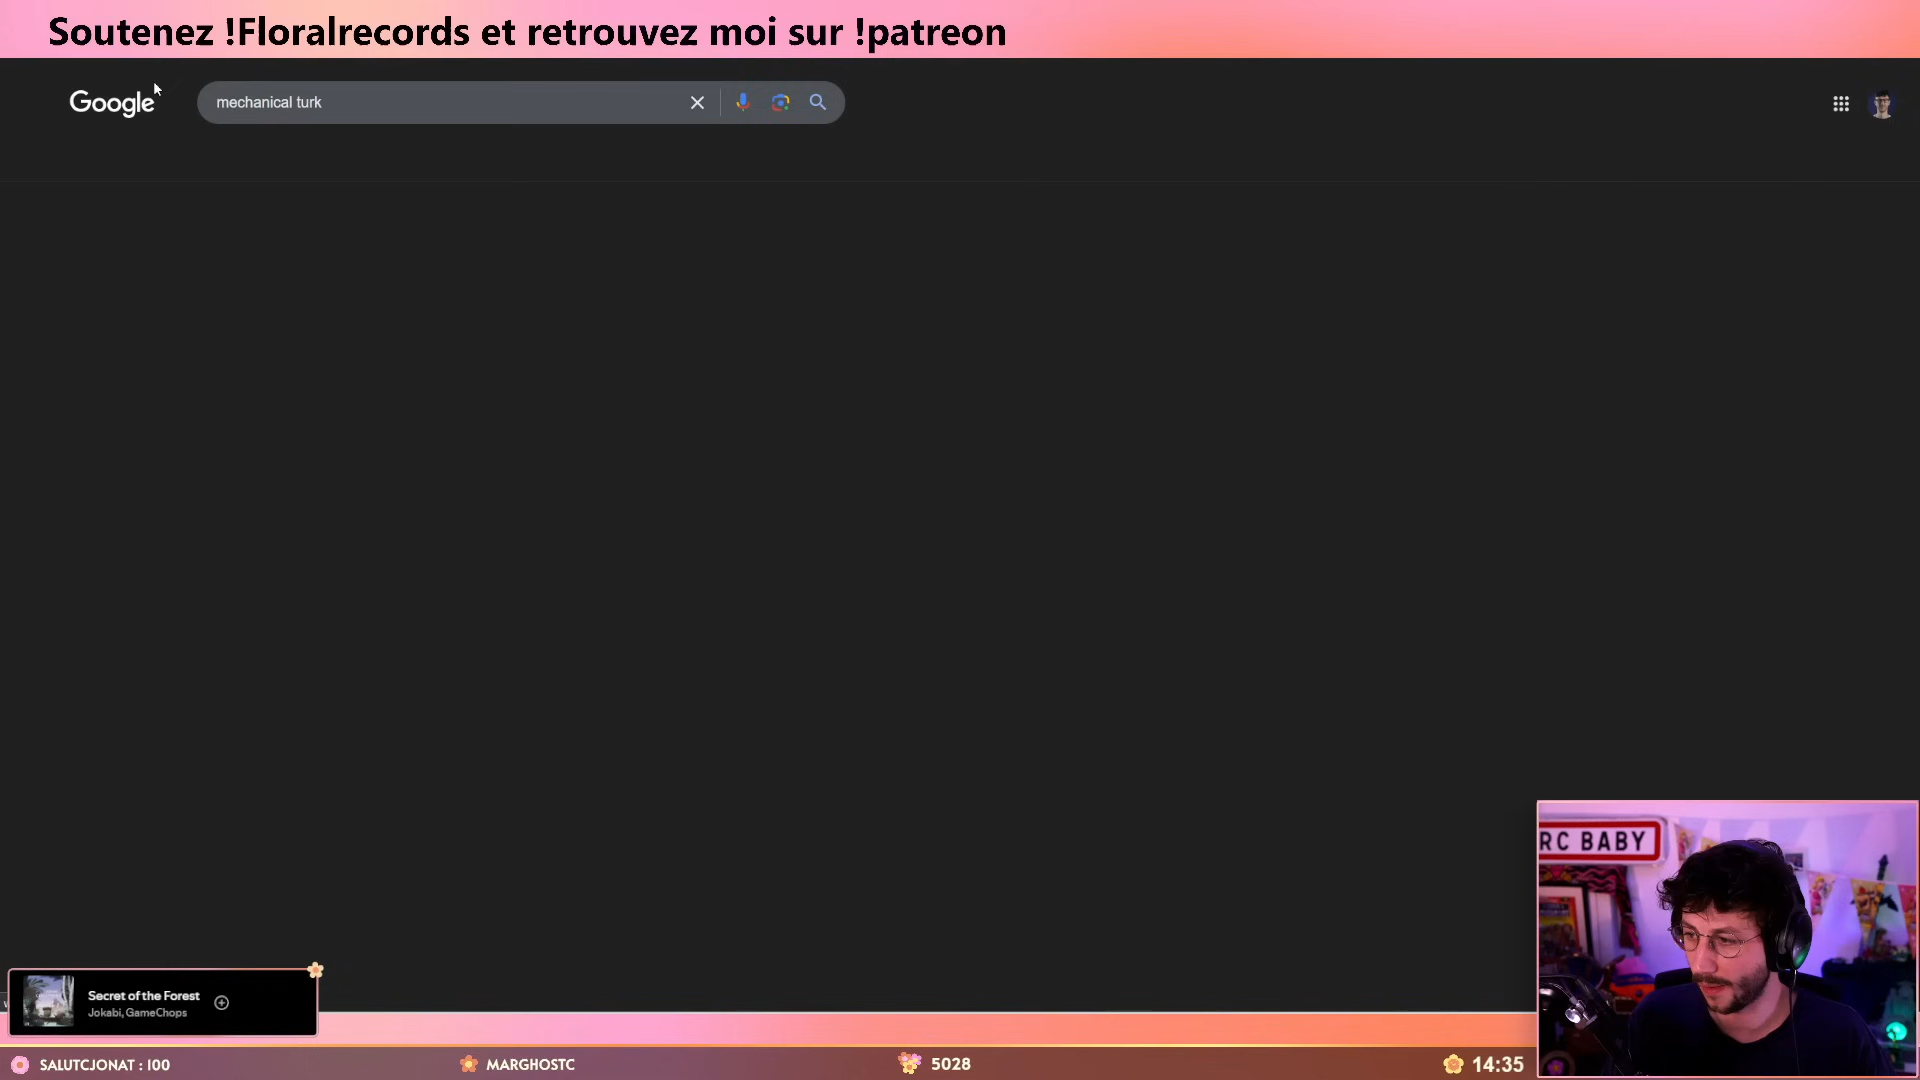 Soutenez !Floralrecords et retrouvez moi sur !patreon
Google
mechanical turk
RC BABY
Secret of the Forest
Jokabi, GameChops
SALUTCJONAT : 100
MARGHOSTC
5028
14:35